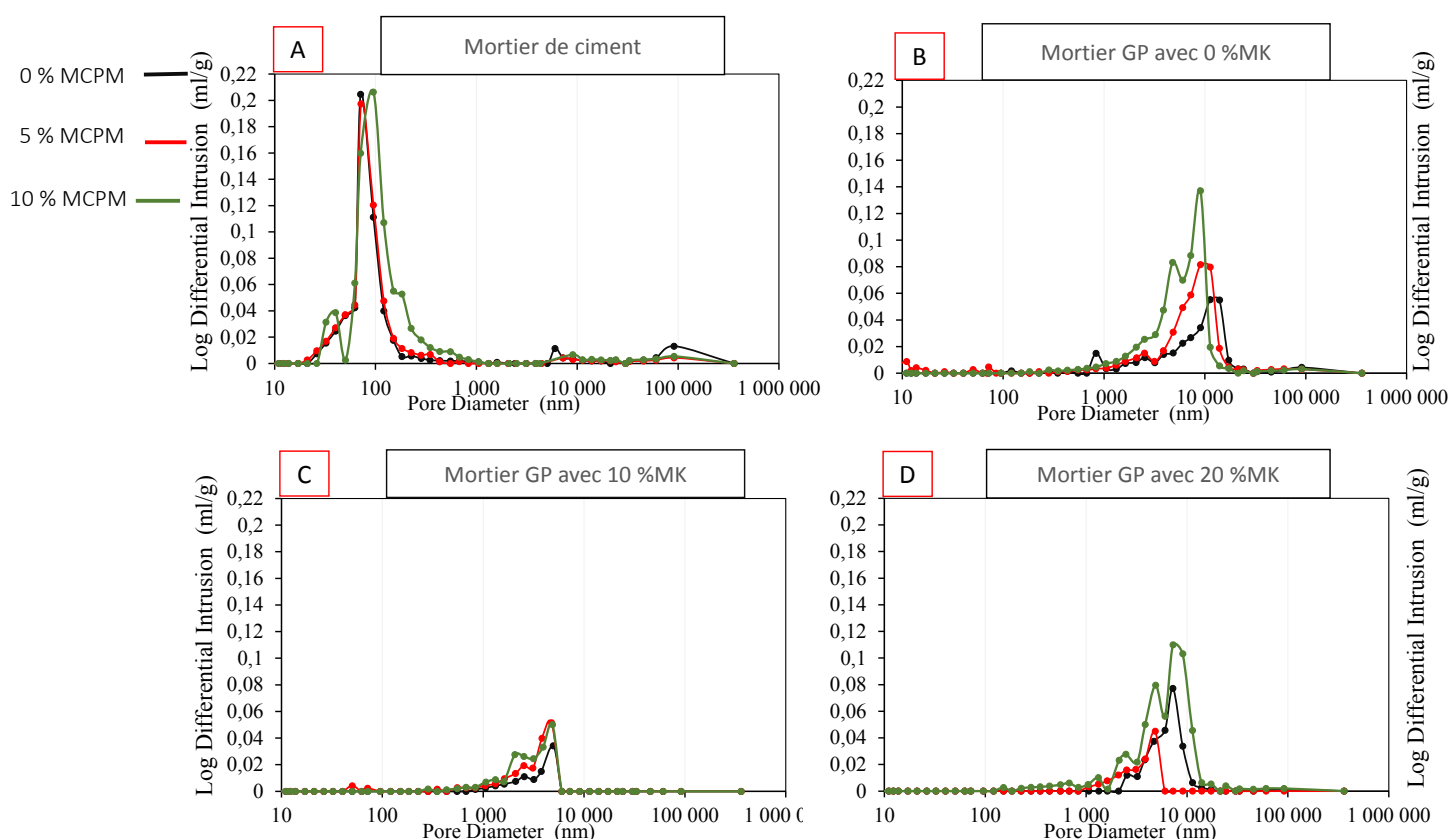 A
Mortier de ciment
0 % MCPM
5 % MCPM
10 % MCPM
Log Differential Intrusion (ml/g)
0,22
0,2
0,18
0,16
0,14
0,12
0,1
0,08
0,06
0,04
0,02
0
10
100
1 000
10 000
100 000
1 000 000
Pore Diameter (nm)
B
Mortier GP avec 0 %MK
0,22
0,2
0,18
0,16
0,14
0,12
0,1
0,08
0,06
0,04
0,02
0
10
100
1 000
10 000
100 000
1 000 000
Pore Diameter (nm)
Log Differential Intrusion (ml/g)
C
Mortier GP avec 10 %MK
Log Differential Intrusion (ml/g)
0,22
0,2
0,18
0,16
0,14
0,12
0,1
0,08
0,06
0,04
0,02
0
10
100
1 000
10 000
100 000
1 000 000
Pore Diameter (nm)
D
Mortier GP avec 20 %MK
0,22
0,2
0,18
0,16
0,14
0,12
0,1
0,08
0,06
0,04
0,02
0
10
100
1 000
10 000
100 000
1 000 000
Pore Diameter (nm)
Log Differential Intrusion (ml/g)